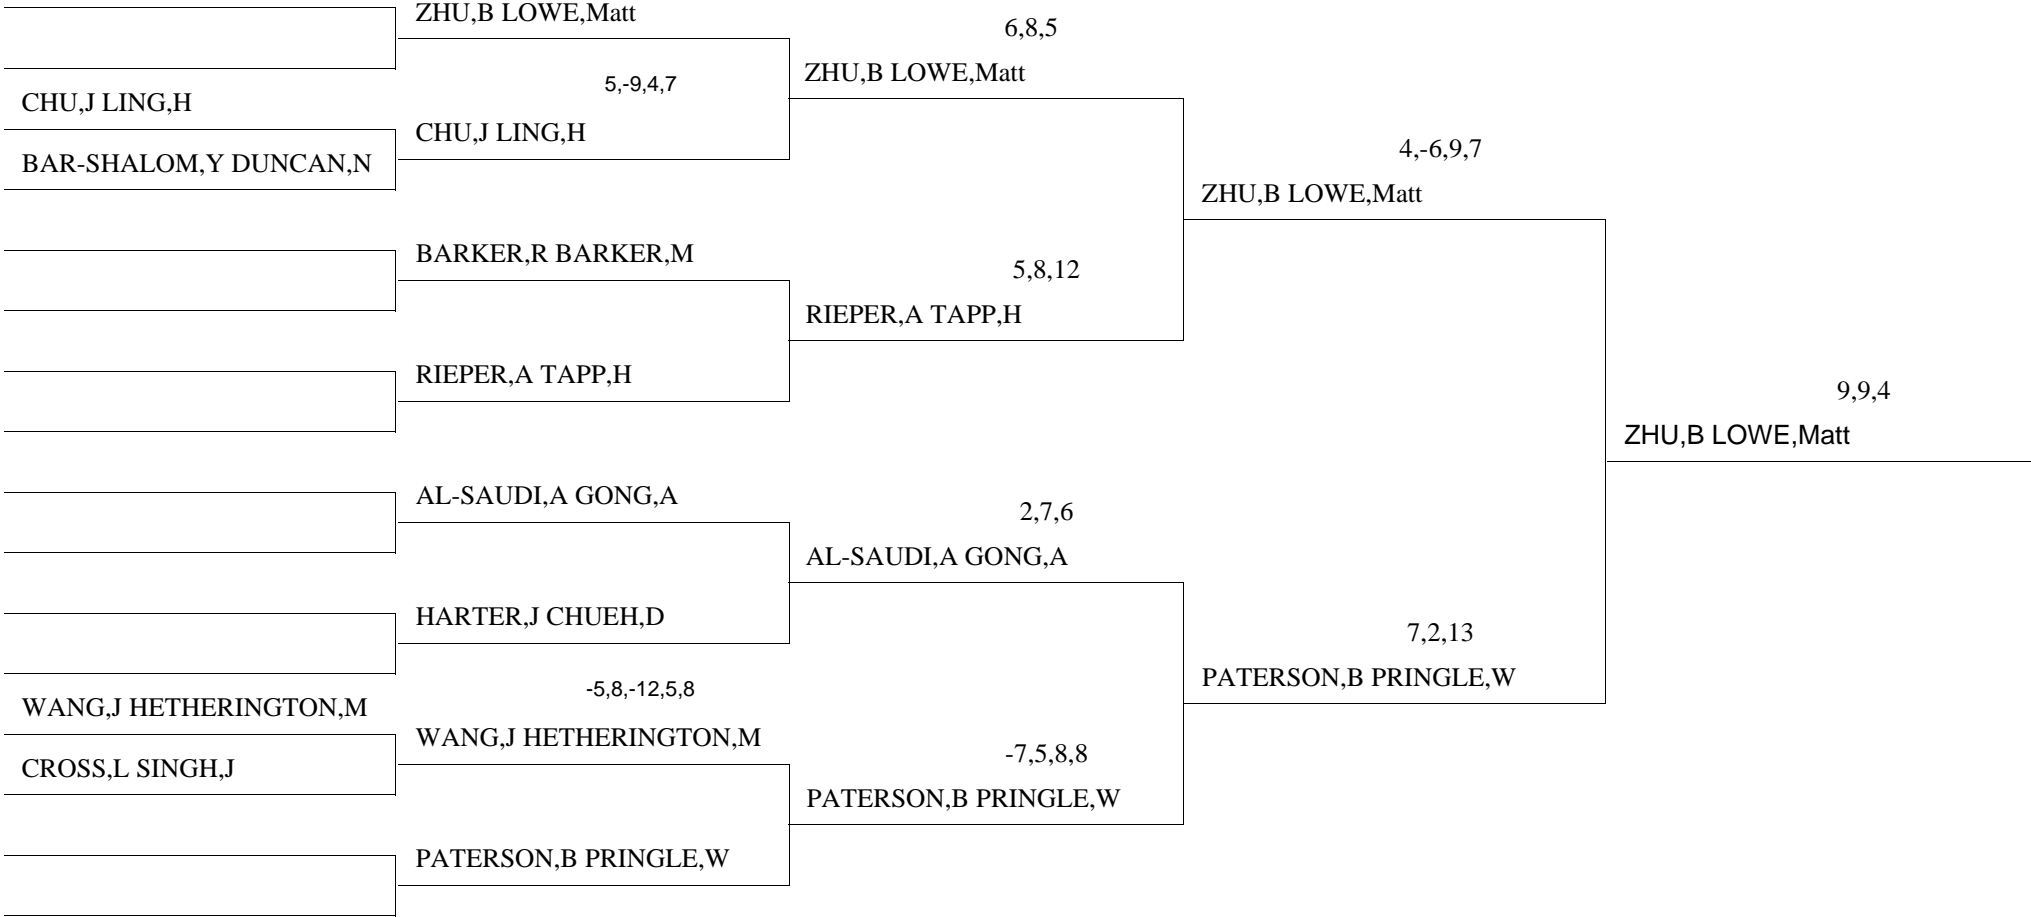 ZHU,B LOWE,Matt
6,8,5
ZHU,B LOWE,Matt
5,-9,4,7
CHU,J LING,H
CHU,J LING,H
4,-6,9,7
BAR-SHALOM,Y DUNCAN,N
ZHU,B LOWE,Matt
BARKER,R BARKER,M
5,8,12
RIEPER,A TAPP,H
RIEPER,A TAPP,H
9,9,4
ZHU,B LOWE,Matt
AL-SAUDI,A GONG,A
2,7,6
AL-SAUDI,A GONG,A
HARTER,J CHUEH,D
7,2,13
PATERSON,B PRINGLE,W
-5,8,-12,5,8
WANG,J HETHERINGTON,M
WANG,J HETHERINGTON,M
-7,5,8,8
CROSS,L SINGH,J
PATERSON,B PRINGLE,W
PATERSON,B PRINGLE,W